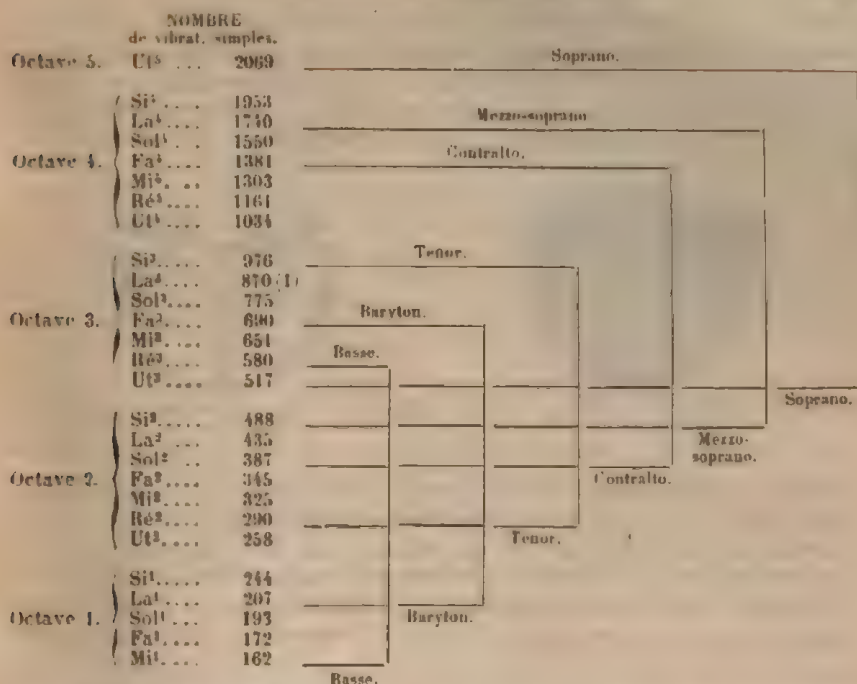 NOMBRE
de vibrat. simples.
Octave 5. Ut⁵ ... 2069 Soprano.
Si⁴.... 1953
La⁴.... 1740 Mezzo-soprano
Sol⁴.. 1550
Octave 4. Fa⁴.... 1381 Contralto.
Mi⁴... 1303
Ré⁴.... 1161
Ut⁴.... 1034
Si³..... 976 Tenor.
La³.... 870 (1)
Sol³.... 775
Octave 3. Fa³.... 690 Baryton.
Mi³.... 651
Ré³.... 580 Basse.
Ut³.... 517 Soprano.
Si².... 488
La² ... 435 Mezzo-
soprano.
Sol² .. 387
Octave 2. Fa².... 345 Contralto.
Mi².... 325
Ré².... 290 Tenor.
Ut².... 258
Si¹..... 244
La¹.... 207
Octave 1. Sol¹.... 193 Baryton.
Fa¹.... 172
Mi¹.... 162
Basse.